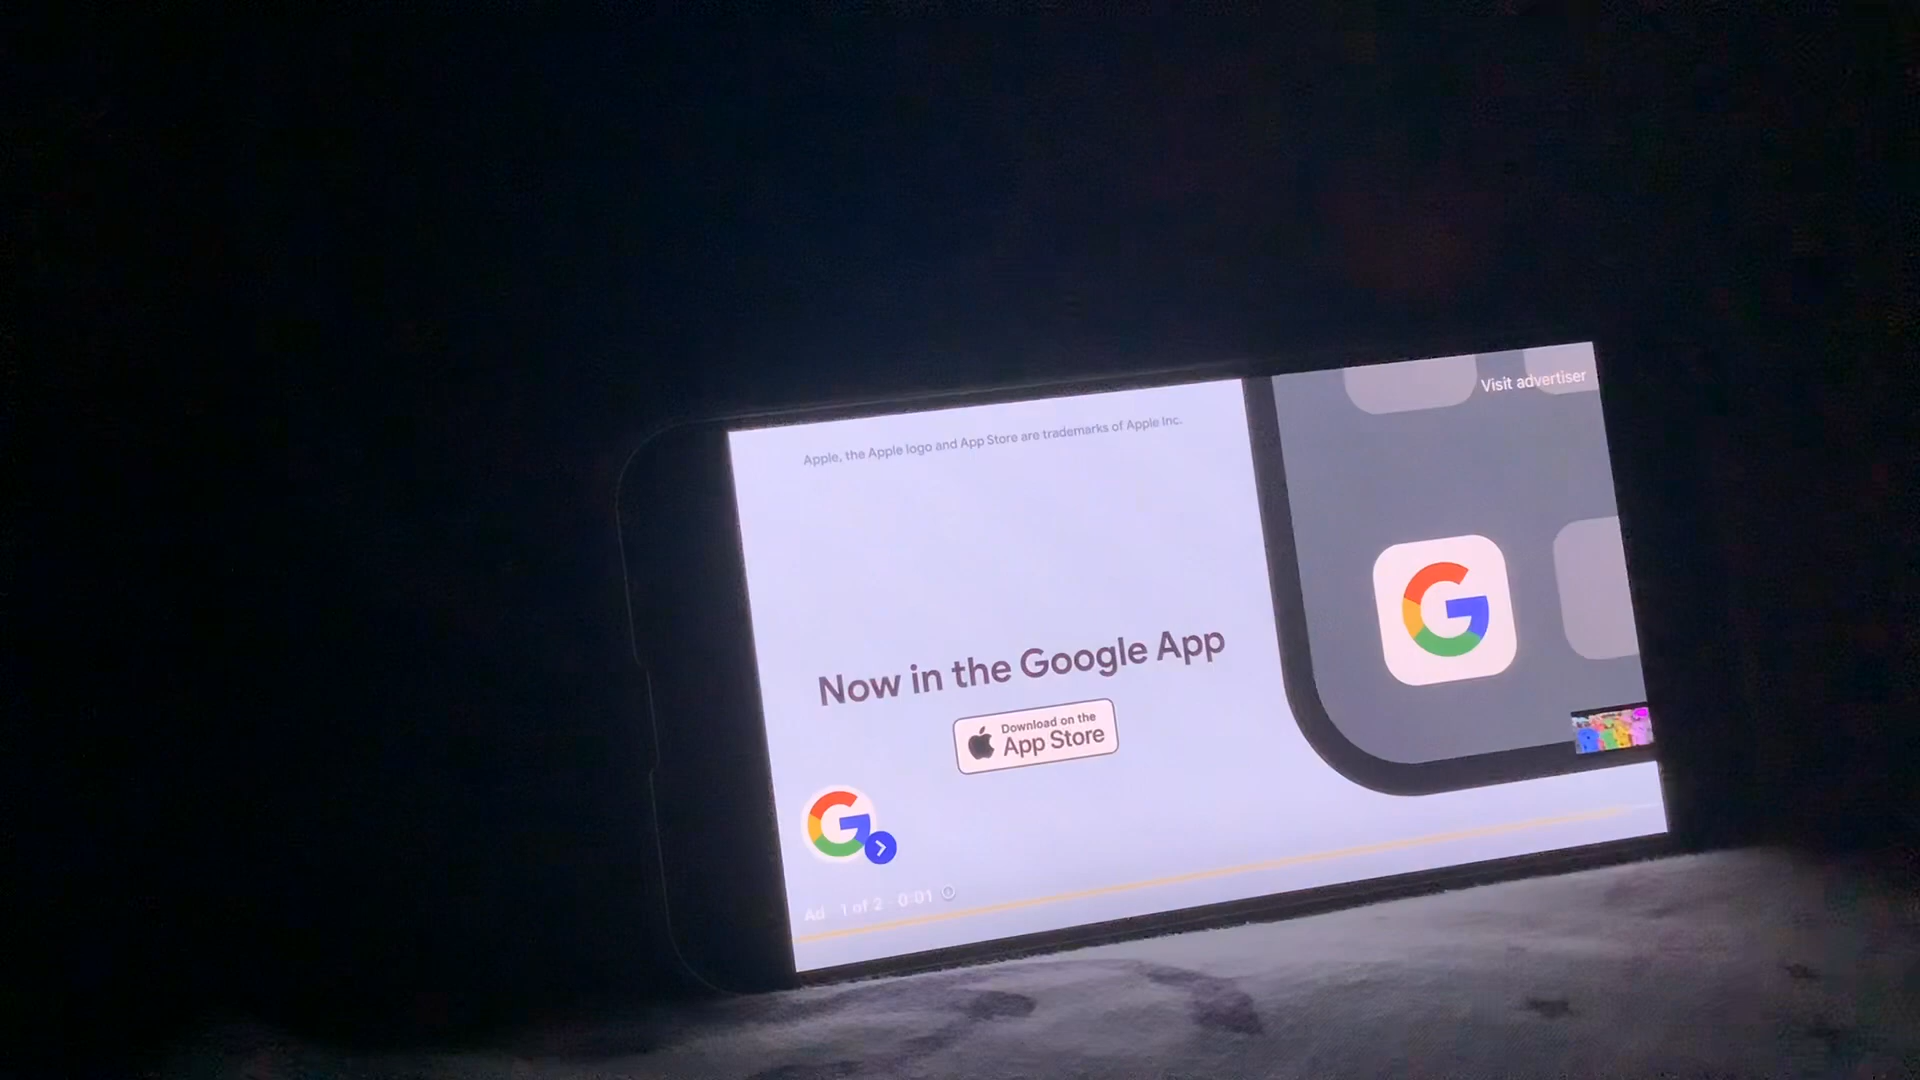 Apple, the Apple logo and App Store are trademarks of Apple Inc.
Visit advertiser
Now in the Google App
Download on the
App Store
Ad · 1 of 2 · 0:01